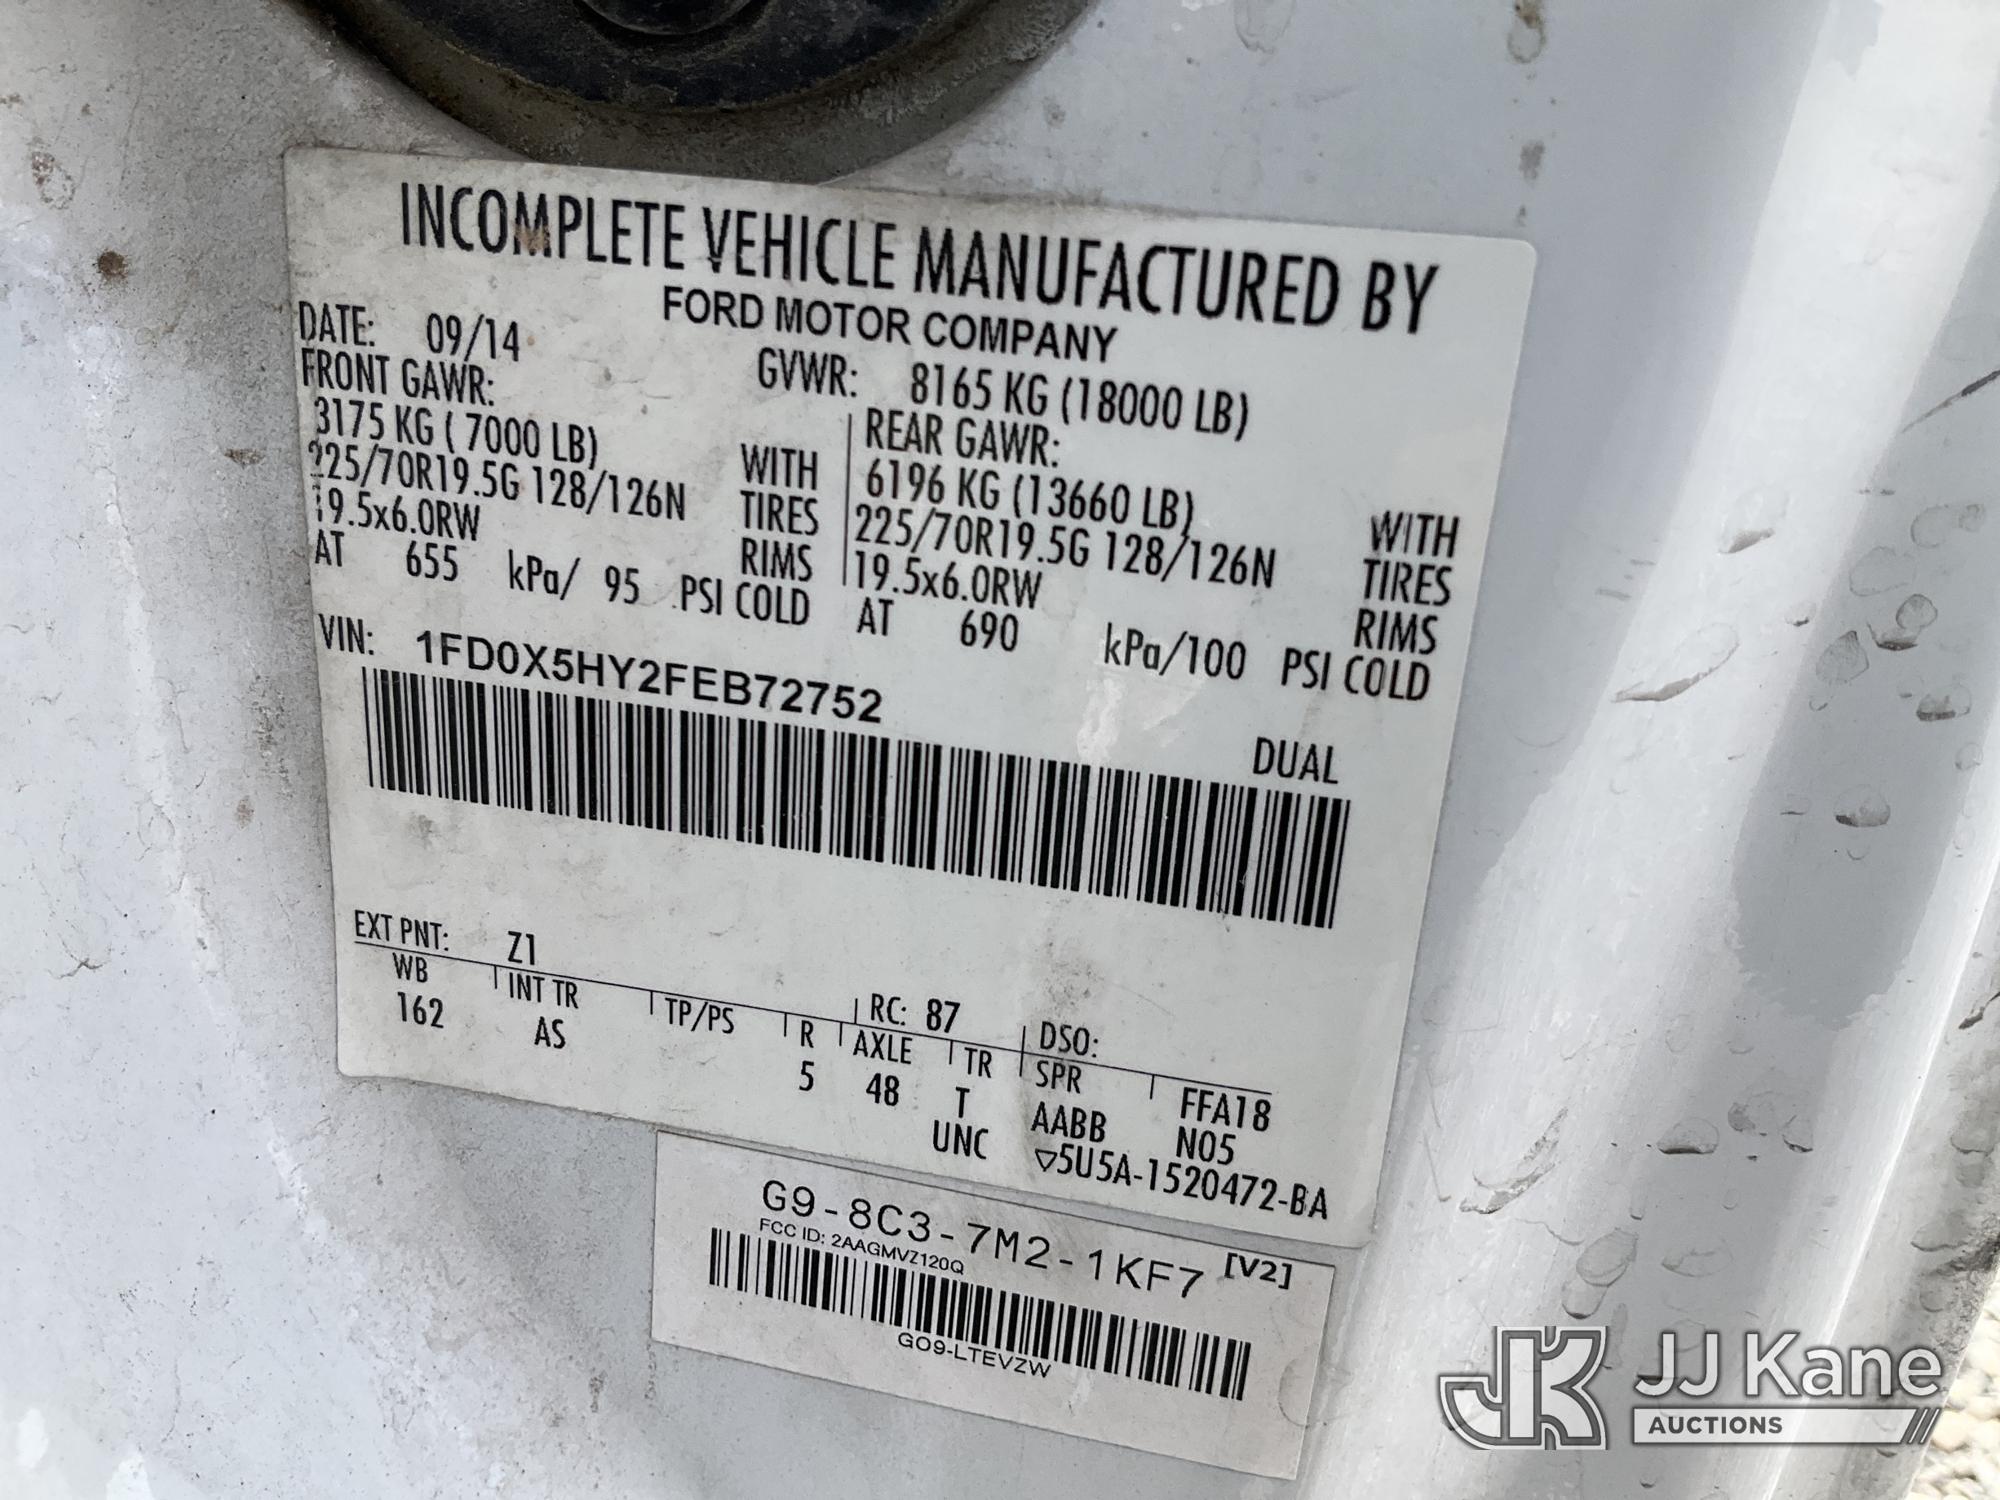 INCOMPLETE VEHICLE MANUFACTURED BY
FORD MOTOR COMPANY
DATE: 09/14 GVWR: 8165 KG (18000 LB)
FRONT GAWR: REAR GAWR:
3175 KG ( 7000 LB) WITH 6196 KG (13660 LB) WITH
225/70R19.5G 128/126N TIRES 225/70R19.5G 128/126N TIRES
19.5x6.0RW RIMS 19.5x6.0RW RIMS
AT 655 kPa/ 95 PSI COLD AT 690 kPa/100 PSI COLD
VIN: 1FD0X5HY2FEB72752
DUAL
EXT PNT: Z1 RC: 87 DSO:
WB INT TR TP/PS R AXLE TR SPR FFA18
162 AS 5 48 T AABB N05
UNC ▽5U5A-1520472-BA
G9-8C3-7M2-1KF7 [V2]
FCC ID: 2AAGMVZ120Q
GO9-LTEVZW
JK JJ Kane
AUCTIONS